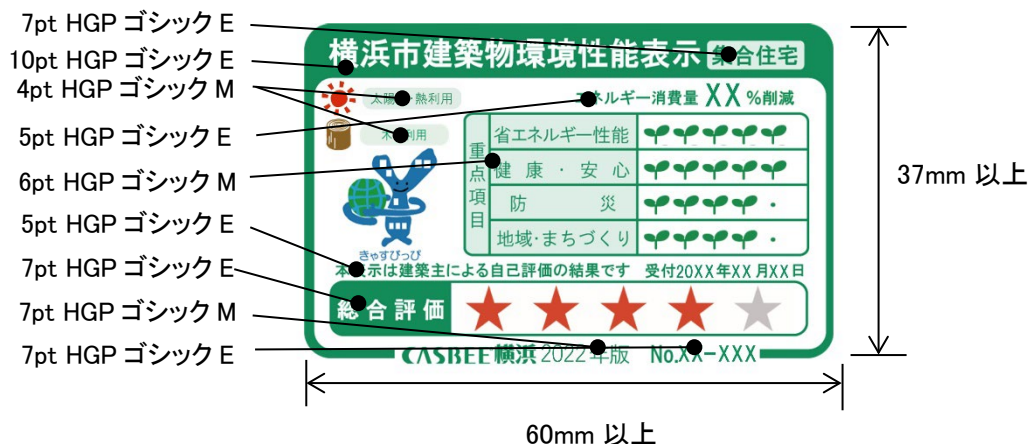 7pt HGP ゴシック E
10pt HGP ゴシック E
4pt HGP ゴシック M
5pt HGP ゴシック E
6pt HGP ゴシック M
5pt HGP ゴシック E
7pt HGP ゴシック E
7pt HGP ゴシック M
7pt HGP ゴシック E
横浜市建築物環境性能表示 集合住宅
太陽 熱利用
エネルギー消費量 XX %削減
木 利用
重点項目
省エネルギー性能
健康・安心
防災
地域・まちづくり
きゃすびっび
本表示は建築主による自己評価の結果です 受付20XX年XX月XX日
総合評価
CASBEE横浜 2022年版 No.XX-XXX
37mm 以上
60mm 以上